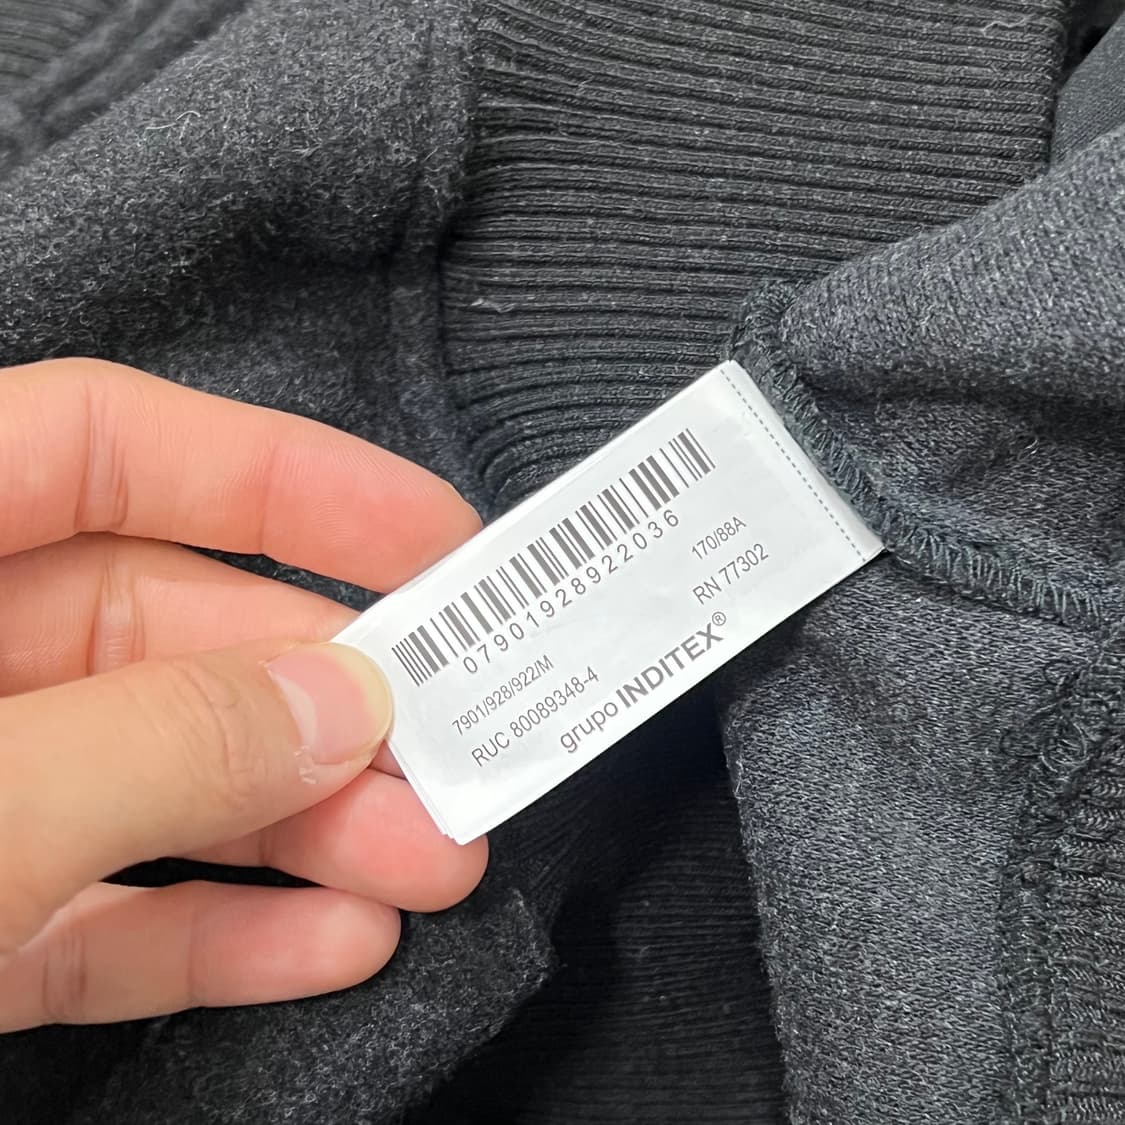 07901928922036
7901/928/922/M 170/88A
RUC 80089348-4 RN 77302
grupo INDITEX®